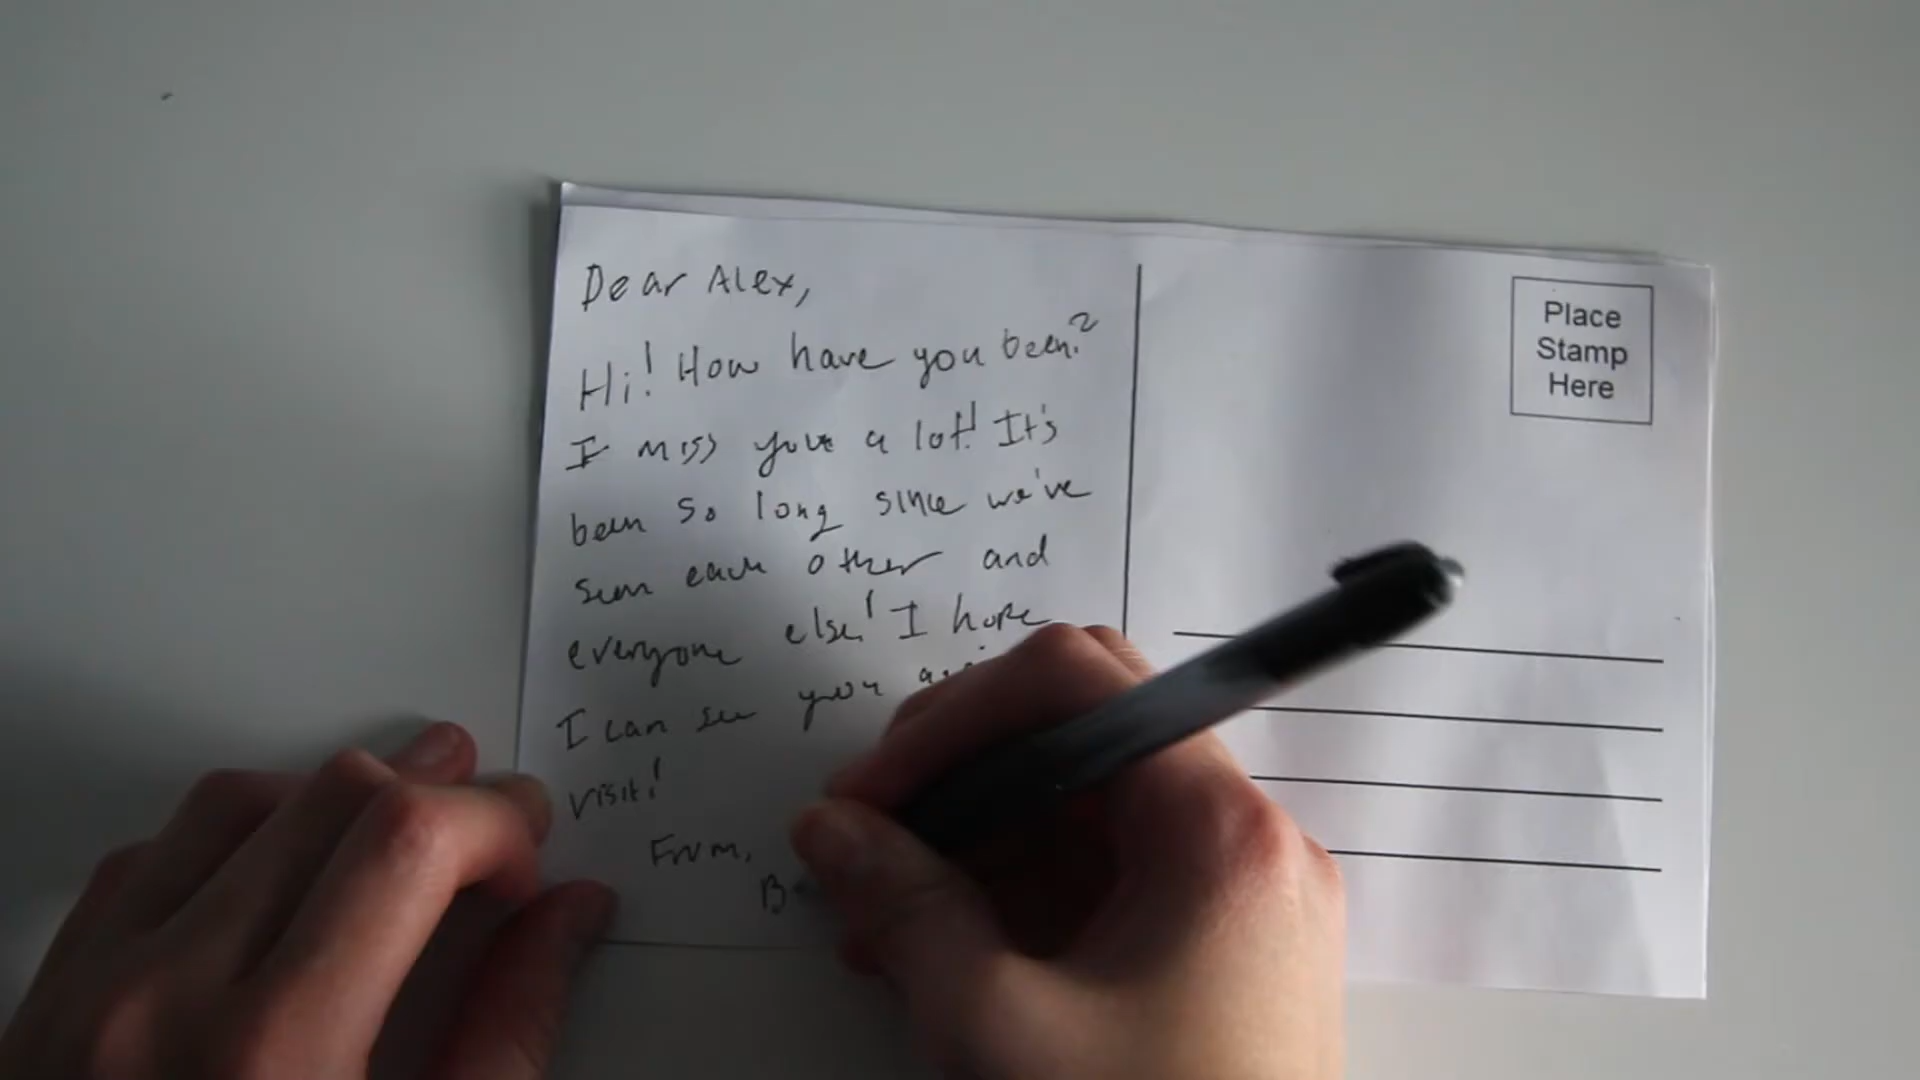 Dear Alex,
Hi! How have you been?
I miss you a lot! It's
been so long since we've
seen each other and
everyone else! I hope
I can see you
visit!
From,
Place
Stamp
Here